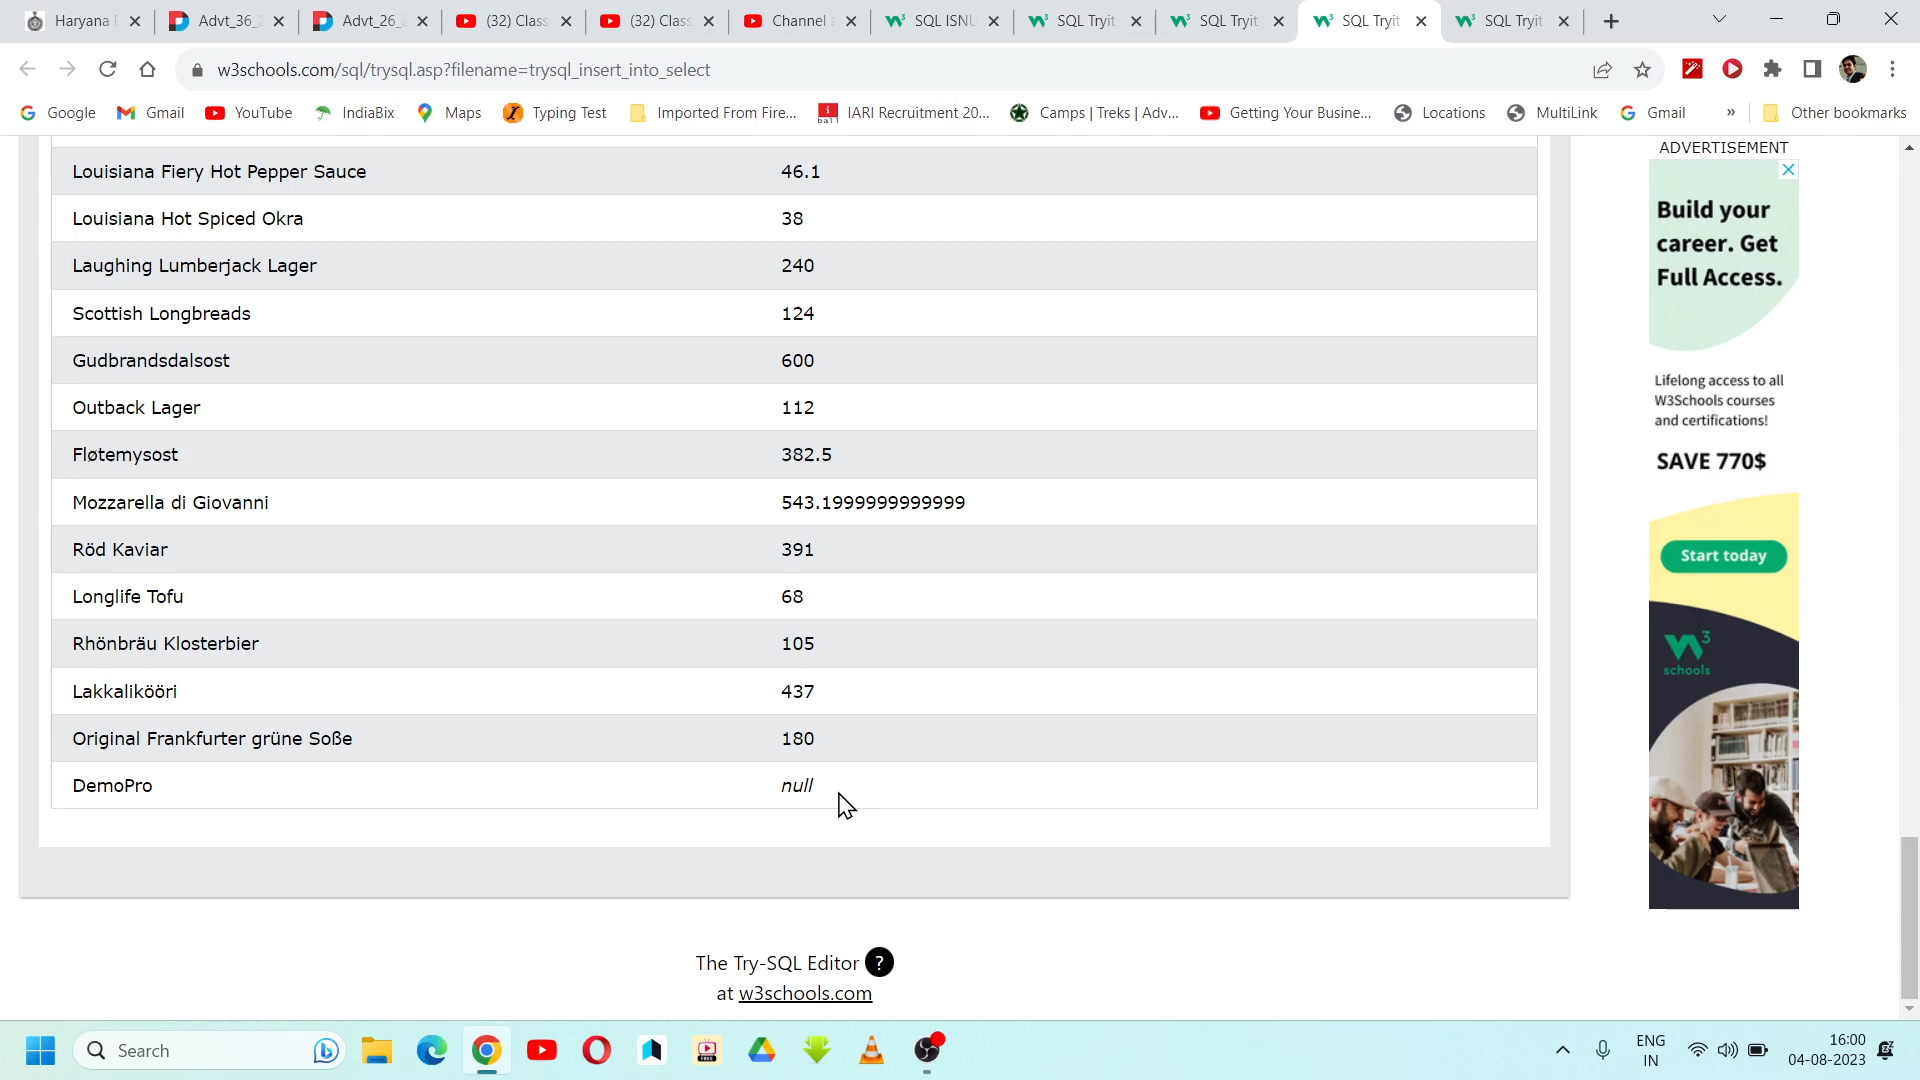 Haryana
Advt_36_
Advt_26_
(32) Class
(32) Class
Channel
SQL ISNU
SQL Tryit
SQL Tryit
SQL Tryit
SQL Tryit
w3schools.com/sql/trysql.asp?filename=trysql_insert_into_select
Google
Gmail
YouTube
IndiaBix
Maps
Typing Test
Imported From Fire...
IARI Recruitment 20...
Camps | Treks | Adv...
Getting Your Busine...
Locations
MultiLink
Gmail
»
Other bookmarks
Louisiana Fiery Hot Pepper Sauce 46.1
Louisiana Hot Spiced Okra 38
Laughing Lumberjack Lager 240
Scottish Longbreads 124
Gudbrandsdalsost 600
Outback Lager 112
Fløtemysost 382.5
Mozzarella di Giovanni 543.1999999999999
Röd Kaviar 391
Longlife Tofu 68
Rhönbräu Klosterbier 105
Lakkalikööri 437
Original Frankfurter grüne Soße 180
DemoPro null
The Try-SQL Editor ?
at w3schools.com
ADVERTISEMENT
Build your
career. Get
Full Access.
Lifelong access to all
W3Schools courses
and certifications!
SAVE 770$
Start today
W3
schools
Search
ENG
IN
16:00
04-08-2023